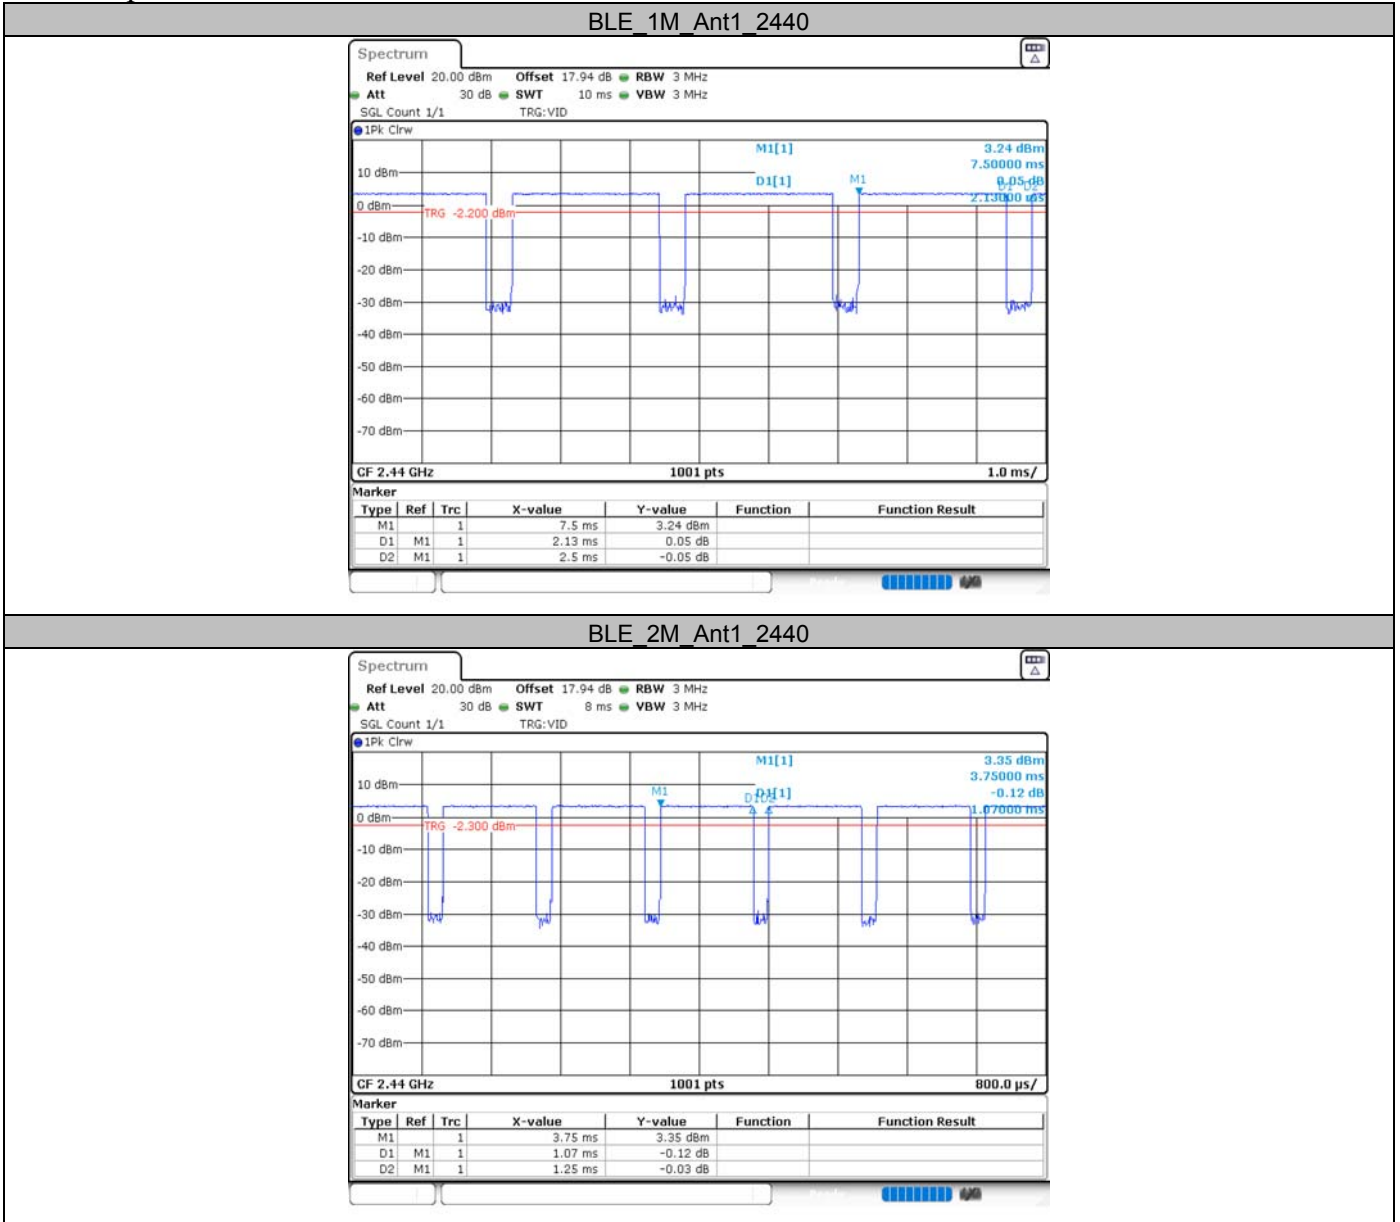 BLE_1M_Ant1_2440
Spectrum
Ref Level 20.00 dBm Offset 17.94 dB RBW 3 MHz
Att 30 dB SWT 10 ms VBW 3 MHz
SGL Count 1/1 TRG:VID
1Pk Clrw
M1[1] 3.24 dBm
7.50000 ms
10 dBm
D1[1] M1 0.05 dB
D1 D2
2.13000 ms
0 dBm
TRG -2.200 dBm
-10 dBm
-20 dBm
-30 dBm
-40 dBm
-50 dBm
-60 dBm
-70 dBm
CF 2.44 GHz 1001 pts 1.0 ms/
Marker
Type Ref Trc X-value Y-value Function Function Result
M1 1 7.5 ms 3.24 dBm
D1 M1 1 2.13 ms 0.05 dB
D2 M1 1 2.5 ms -0.05 dB
BLE_2M_Ant1_2440
Spectrum
Ref Level 20.00 dBm Offset 17.94 dB RBW 3 MHz
Att 30 dB SWT 8 ms VBW 3 MHz
SGL Count 1/1 TRG:VID
1Pk Clrw
M1[1] 3.35 dBm
3.75000 ms
10 dBm
M1 D1[1] -0.12 dB
D1 D2
1.07000 ms
0 dBm
TRG -2.300 dBm
-10 dBm
-20 dBm
-30 dBm
-40 dBm
-50 dBm
-60 dBm
-70 dBm
CF 2.44 GHz 1001 pts 800.0 µs/
Marker
Type Ref Trc X-value Y-value Function Function Result
M1 1 3.75 ms 3.35 dBm
D1 M1 1 1.07 ms -0.12 dB
D2 M1 1 1.25 ms -0.03 dB